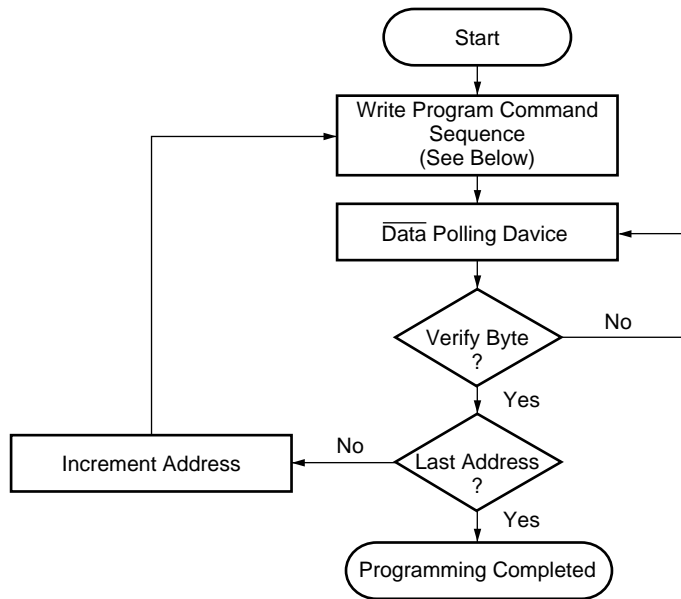 Start
Write Program Command
Sequence
(See Below)
Data Polling Davice
Verify Byte
?
No
Yes
Last Address
?
No
Increment Address
Yes
Programming Completed